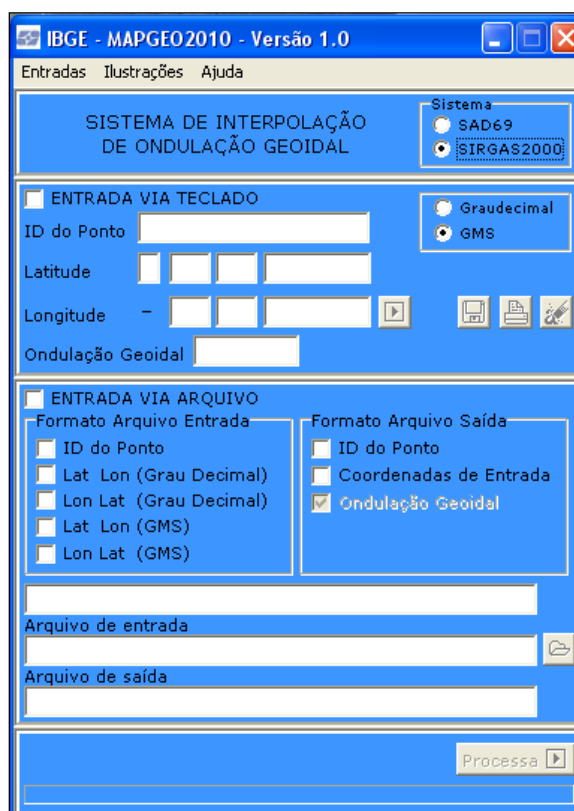 IBGE - MAPGEO2010 - Versão 1.0
Entradas Ilustrações Ajuda
SISTEMA DE INTERPOLAÇÃO
DE ONDULAÇÃO GEOIDAL
Sistema
SAD69
SIRGAS2000
ENTRADA VIA TECLADO
Graudecimal
GMS
ID do Ponto
Latitude
Longitude -
Ondulação Geoidal
ENTRADA VIA ARQUIVO
Formato Arquivo Entrada
ID do Ponto
Lat Lon (Grau Decimal)
Lon Lat (Grau Decimal)
Lat Lon (GMS)
Lon Lat (GMS)
Formato Arquivo Saída
ID do Ponto
Coordenadas de Entrada
Ondulação Geoidal
Arquivo de entrada
Arquivo de saída
Processa